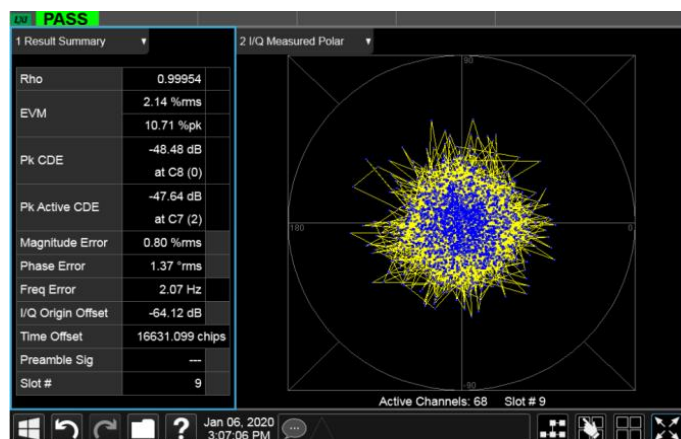 LXI PASS
1 Result Summary
2 I/Q Measured Polar
Rho 0.99954
EVM 2.14 %rms
10.71 %pk
Pk CDE -48.48 dB
at C8 (0)
Pk Active CDE -47.64 dB
at C7 (2)
Magnitude Error 0.80 %rms
Phase Error 1.37 °rms
Freq Error 2.07 Hz
I/Q Origin Offset -64.12 dB
Time Offset 16631.099 chips
Preamble Sig ---
Slot # 9
90
180
0
-90
Active Channels: 68 Slot # 9
?
Jan 06, 2020
3:07:06 PM